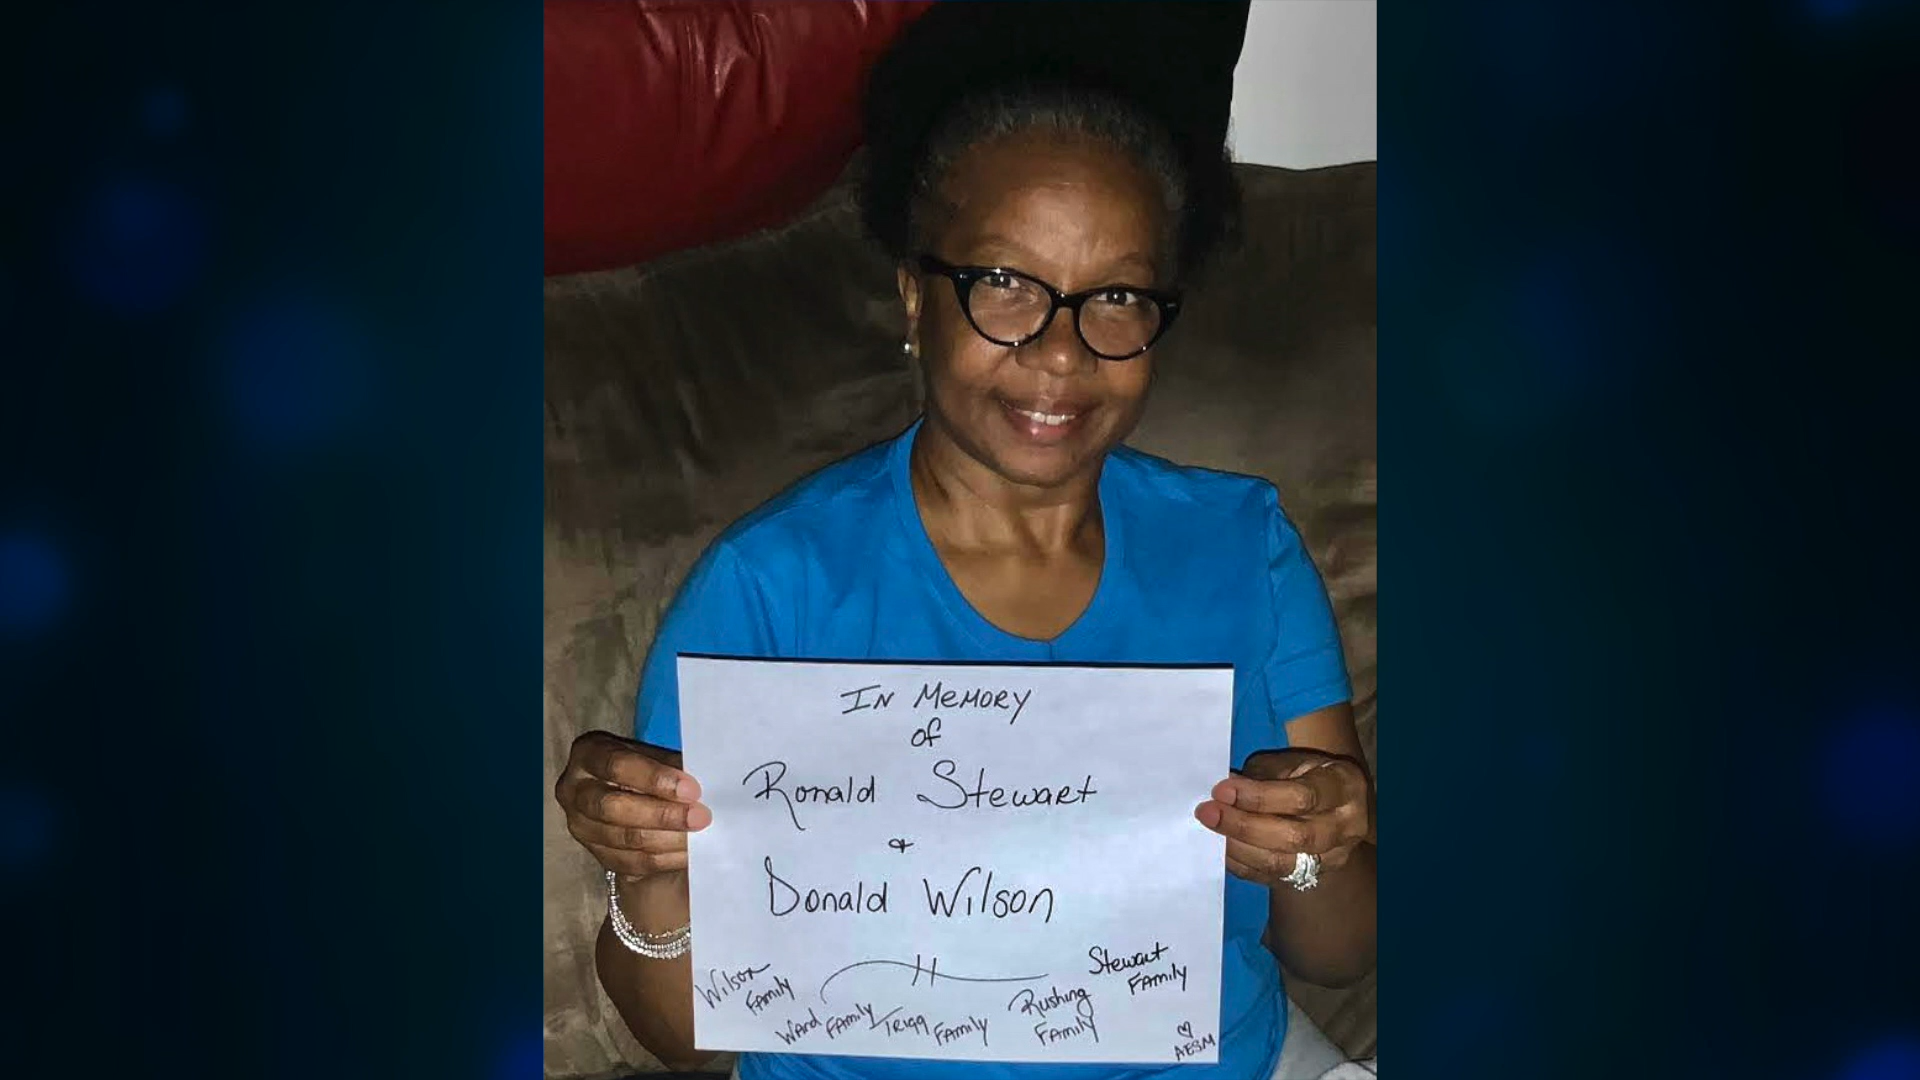 IN MEMORY
of
Ronald Stewart
&
Donald Wilson
Wilson Family
Ward Family/Trigg Family
Rushing Family
Stewart Family
♡
AESM